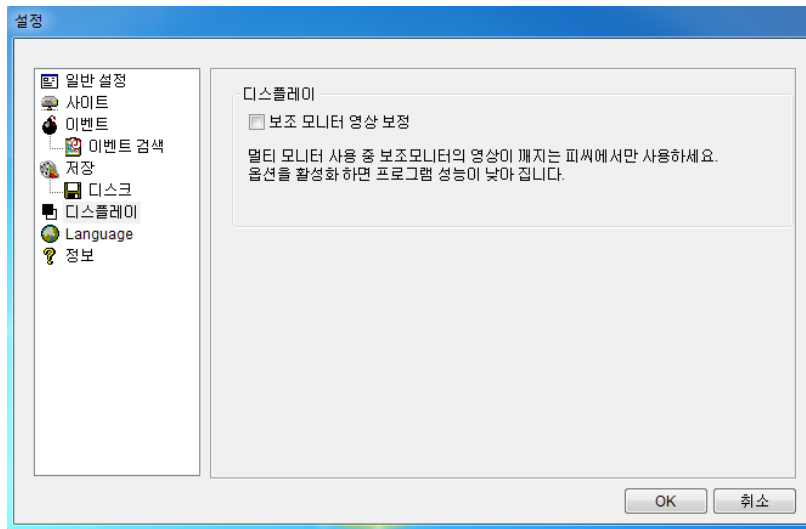 설정
일반 설정
사이트
이벤트
이벤트 검색
저장
디스크
디스플레이
Language
정보
디스플레이
보조 모니터 영상 보정
멀티 모니터 사용 중 보조모니터의 영상이 깨지는 피씨에서만 사용하세요.
옵션을 활성화 하면 프로그램 성능이 낮아 집니다.
OK
취소